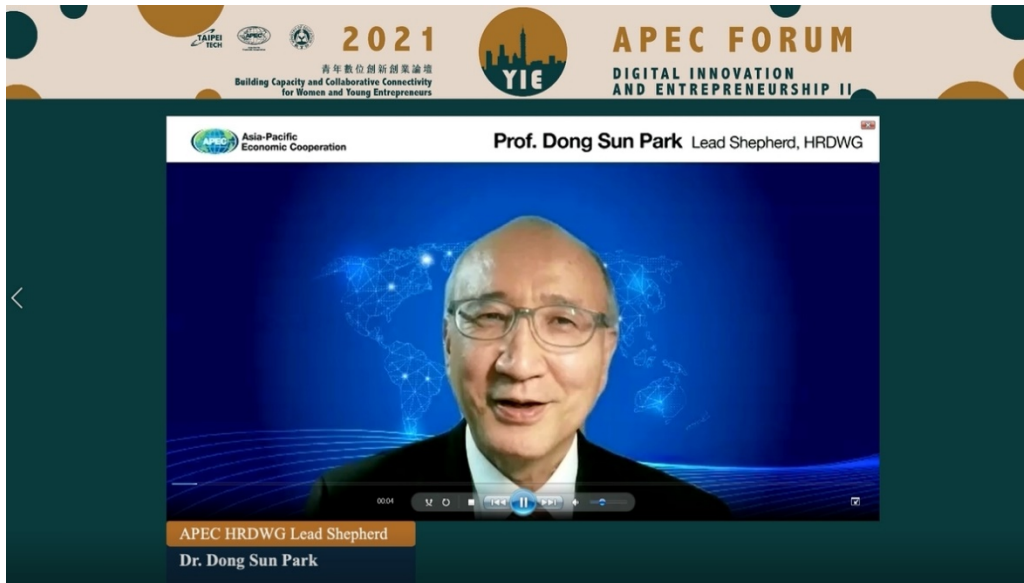 TAIPEI
TECH
2021
青年數位創新創業論壇
Building Capacity and Collaborative Connectivity
for Women and Young Entrepreneurs
YIE
APEC FORUM
DIGITAL INNOVATION
AND ENTREPRENEURSHIP II
APEC
Asia-Pacific
Economic Cooperation
Prof. Dong Sun Park Lead Shepherd, HRDWG
00:04
APEC HRDWG Lead Shepherd
Dr. Dong Sun Park